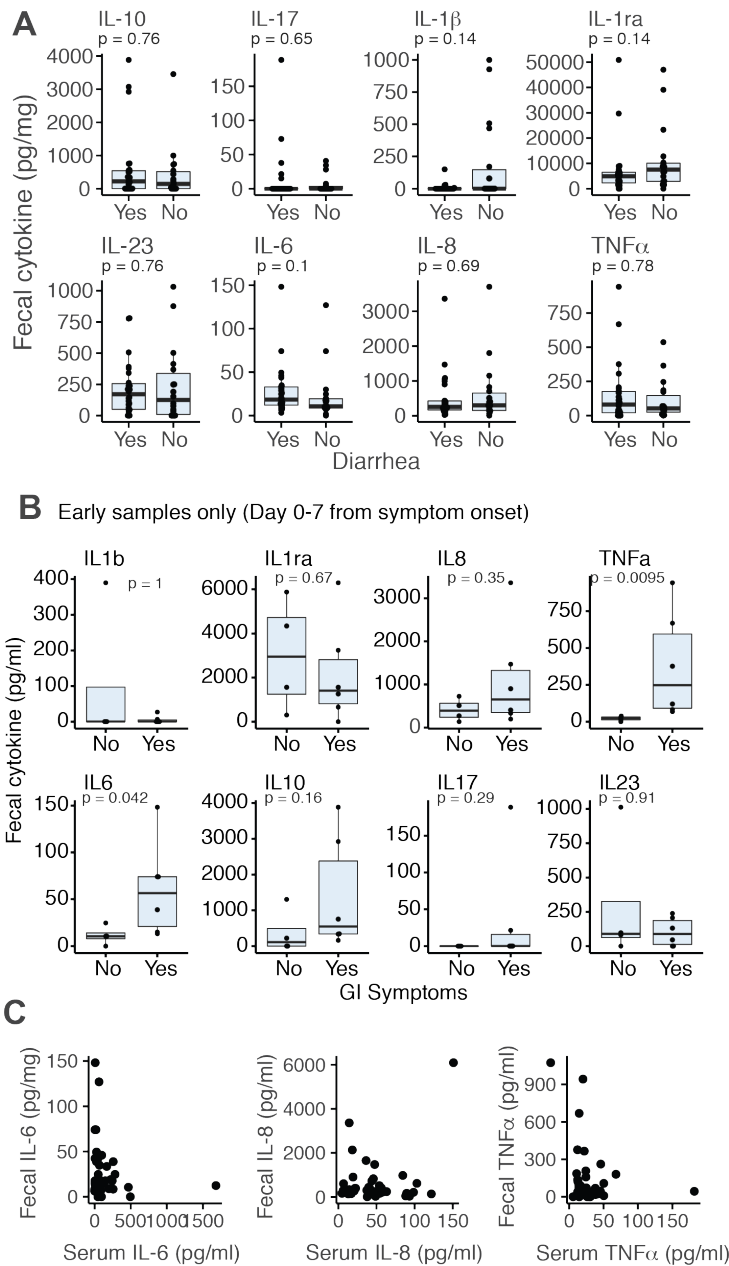 A
IL-10 IL-17 IL-1β IL-1ra
p = 0.76 p = 0.65 p = 0.14 p = 0.14
4000 3000 2000 1000 0
150 100 50 0
1000 750 500 250 0
50000 40000 30000 20000 10000 0
Yes No Yes No Yes No Yes No
Fecal cytokine (pg/mg)
IL-23 IL-6 IL-8 TNFα
p = 0.76 p = 0.1 p = 0.69 p = 0.78
1000 750 500 250 0
150 100 50 0
3000 2000 1000 0
750 500 250 0
Yes No Yes No Yes No Yes No
Diarrhea
B Early samples only (Day 0-7 from symptom onset)
IL1b IL1ra IL8 TNFa
p = 1 p = 0.67 p = 0.35 p = 0.0095
400 300 200 100 0
6000 4000 2000 0
3000 2000 1000 0
750 500 250 0
No Yes No Yes No Yes No Yes
Fecal cytokine (pg/ml)
IL6 IL10 IL17 IL23
p = 0.042 p = 0.16 p = 0.29 p = 0.91
150 100 50 0
4000 3000 2000 1000 0
150 100 50 0
1000 750 500 250 0
No Yes No Yes No Yes No Yes
GI Symptoms
C
Fecal IL-6 (pg/mg)
150 100 50 0
0 500 1000 1500
Serum IL-6 (pg/ml)
Fecal IL-8 (pg/ml)
6000 4000 2000 0
0 50 100 150
Serum IL-8 (pg/ml)
Fecal TNFα (pg/ml)
900 600 300 0
0 50 100 150
Serum TNFα (pg/ml)